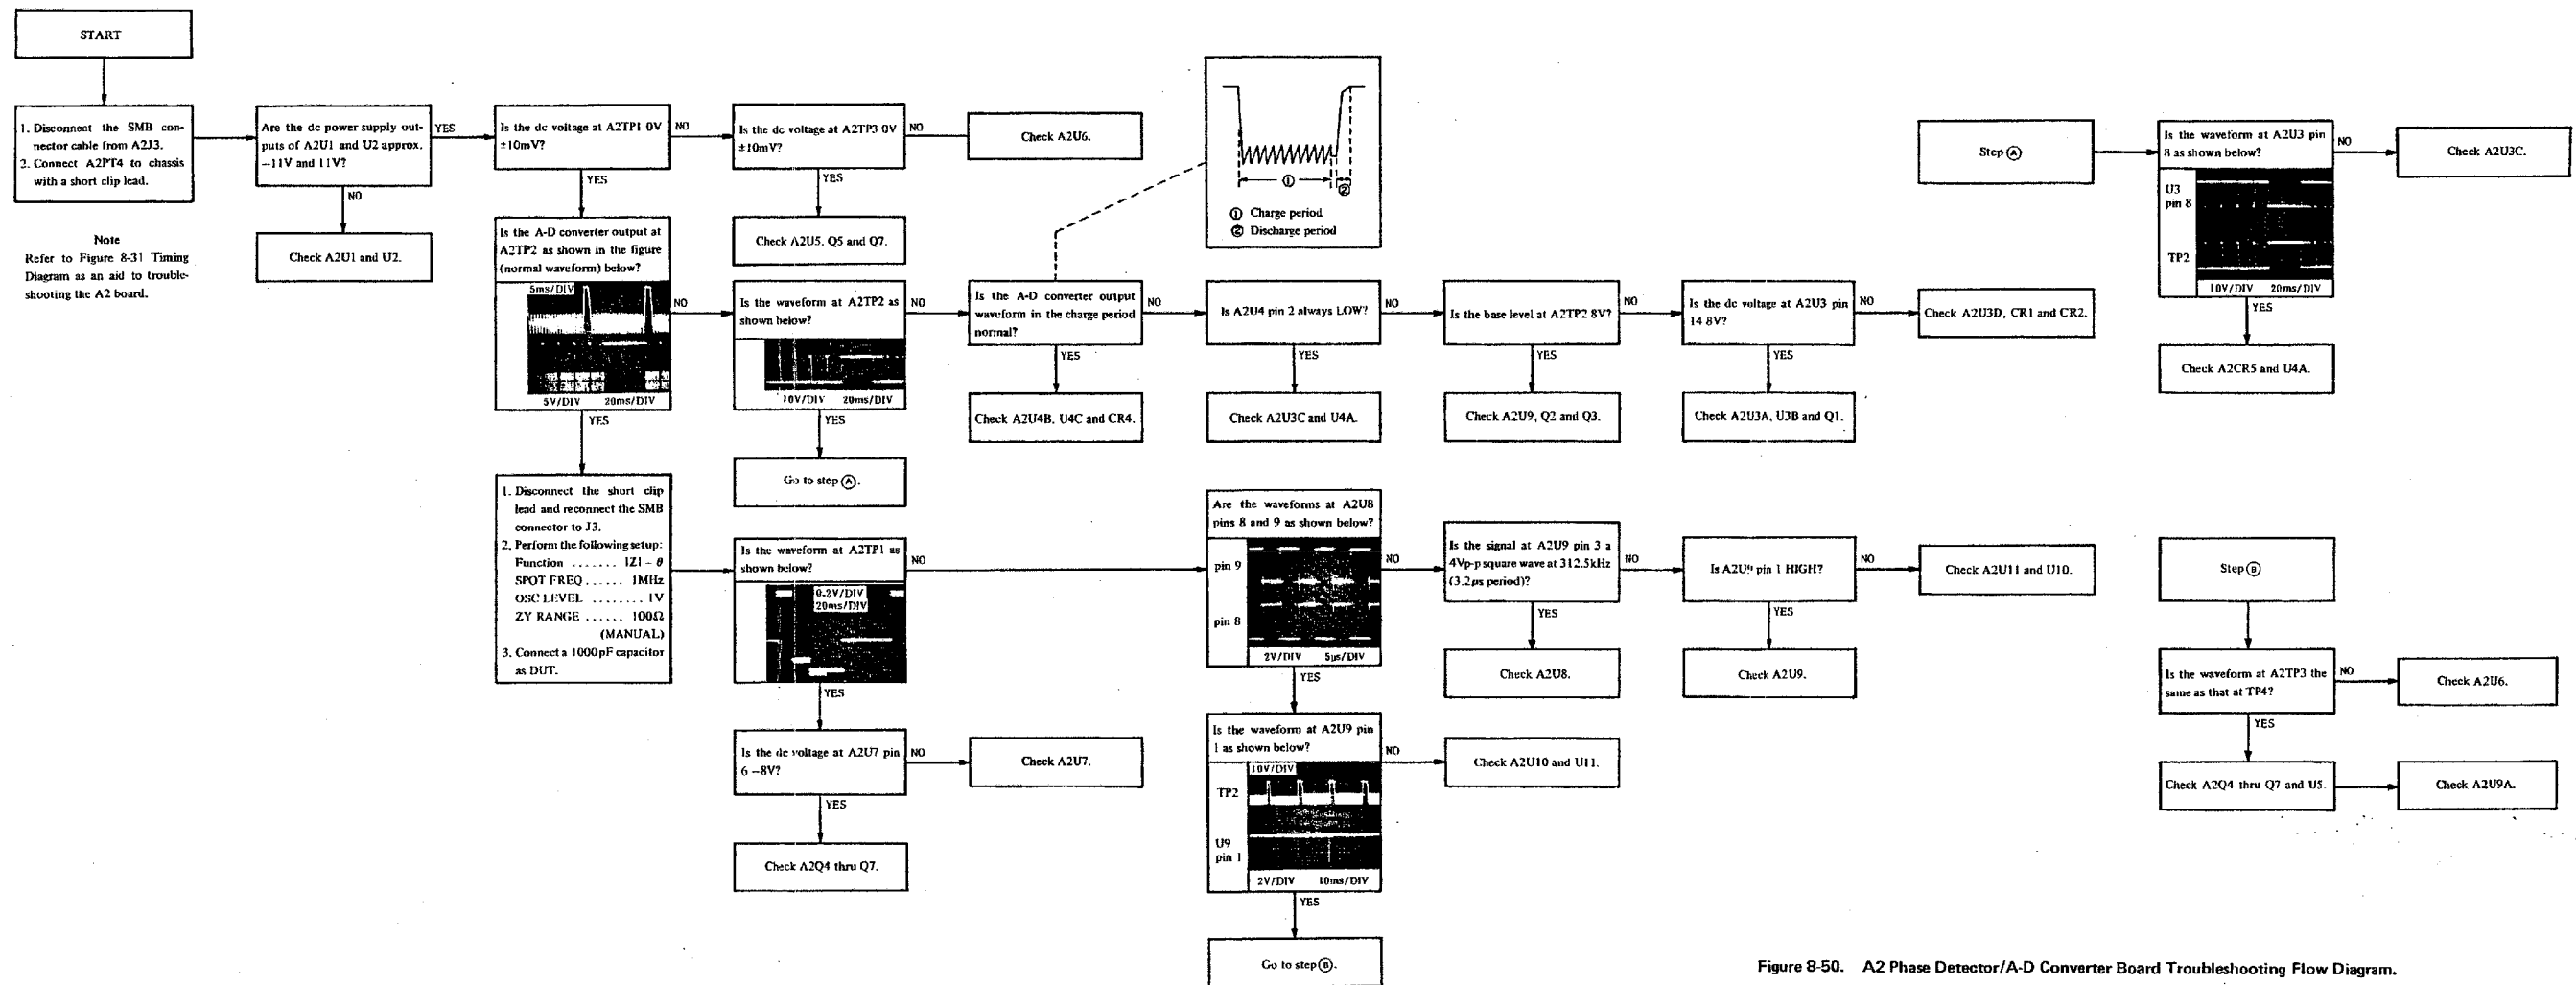 START
1. Disconnect the SMB con-
nector cable from A2J3.
2. Connect A2PT4 to chassis
with a short clip lead.
Note
Refer to Figure 8-31 Timing
Diagram as an aid to trouble-
shooting the A2 board.
Are the dc power supply out-
puts of A2U1 and U2 approx.
−11V and 11V?
YES
NO
Check A2U1 and U2.
Is the dc voltage at A2TP1 0V
±10mV?
NO
YES
Is the dc voltage at A2TP3 0V
±10mV?
NO
Check A2U6.
YES
Check A2U5, Q5 and Q7.
Is the A-D converter output at
A2TP2 as shown in the figure
(normal waveform) below?
5ms/DIV
5V/DIV 20ms/DIV
NO
YES
Is the waveform at A2TP2 as
shown below?
10V/DIV 20ms/DIV
NO
YES
Go to step Ⓐ.
① Charge period
② Discharge period
①
②
Is the A-D converter output
waveform in the charge period
normal?
NO
YES
Check A2U4B, U4C and CR4.
Is A2U4 pin 2 always LOW?
NO
YES
Check A2U3C and U4A.
Is the base level at A2TP2 8V?
NO
YES
Check A2U9, Q2 and Q3.
Is the dc voltage at A2U3 pin
14 8V?
NO
YES
Check A2U3A, U3B and Q1.
Check A2U3D, CR1 and CR2.
Step Ⓐ
Is the waveform at A2U3 pin
8 as shown below?
U3
pin 8
TP2
10V/DIV 20ms/DIV
NO
Check A2U3C.
YES
Check A2CR5 and U4A.
1. Disconnect the short clip
lead and reconnect the SMB
connector to J3.
2. Perform the following setup:
Function ....... |Z| − θ
SPOT FREQ ...... 1MHz
OSC LEVEL ........ 1V
ZY RANGE ...... 100Ω
(MANUAL)
3. Connect a 1000pF capacitor
as DUT.
Is the waveform at A2TP1 as
shown below?
0.2V/DIV
20ms/DIV
NO
YES
Is the dc voltage at A2U7 pin
6 −8V?
NO
Check A2U7.
YES
Check A2Q4 thru Q7.
Are the waveforms at A2U8
pins 8 and 9 as shown below?
pin 9
pin 8
2V/DIV 5μs/DIV
NO
YES
Is the signal at A2U9 pin 3 a
4Vp-p square wave at 312.5kHz
(3.2μs period)?
NO
YES
Check A2U8.
Is A2U9 pin 1 HIGH?
NO
YES
Check A2U9.
Check A2U11 and U10.
Is the waveform at A2U9 pin
1 as shown below?
10V/DIV
TP2
U9
pin 1
2V/DIV 10ms/DIV
NO
Check A2U10 and U11.
YES
Go to step Ⓑ.
Step Ⓑ
Is the waveform at A2TP3 the
same as that at TP4?
NO
Check A2U6.
YES
Check A2Q4 thru Q7 and U5.
Check A2U9A.
Figure 8-50. A2 Phase Detector/A-D Converter Board Troubleshooting Flow Diagram.